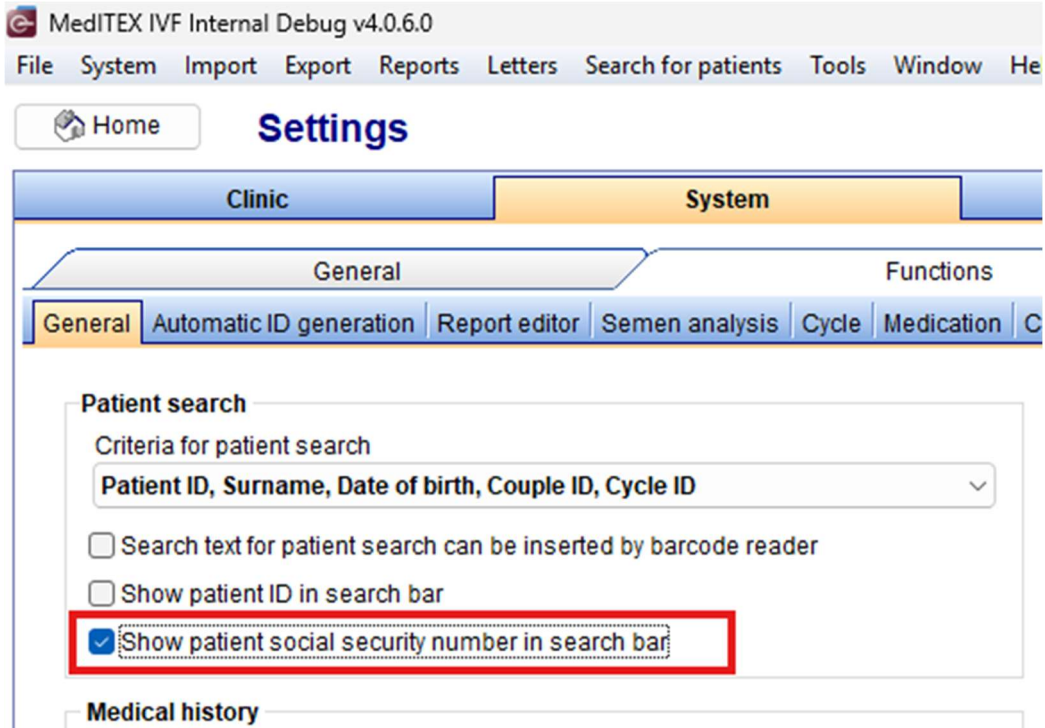 MedITEX IVF Internal Debug v4.0.6.0
File System Import Export Reports Letters Search for patients Tools Window He
Home Settings
Clinic System
General Functions
General Automatic ID generation Report editor Semen analysis Cycle Medication C
Patient search
Criteria for patient search
Patient ID, Surname, Date of birth, Couple ID, Cycle ID
Search text for patient search can be inserted by barcode reader
Show patient ID in search bar
Show patient social security number in search bar
Medical history